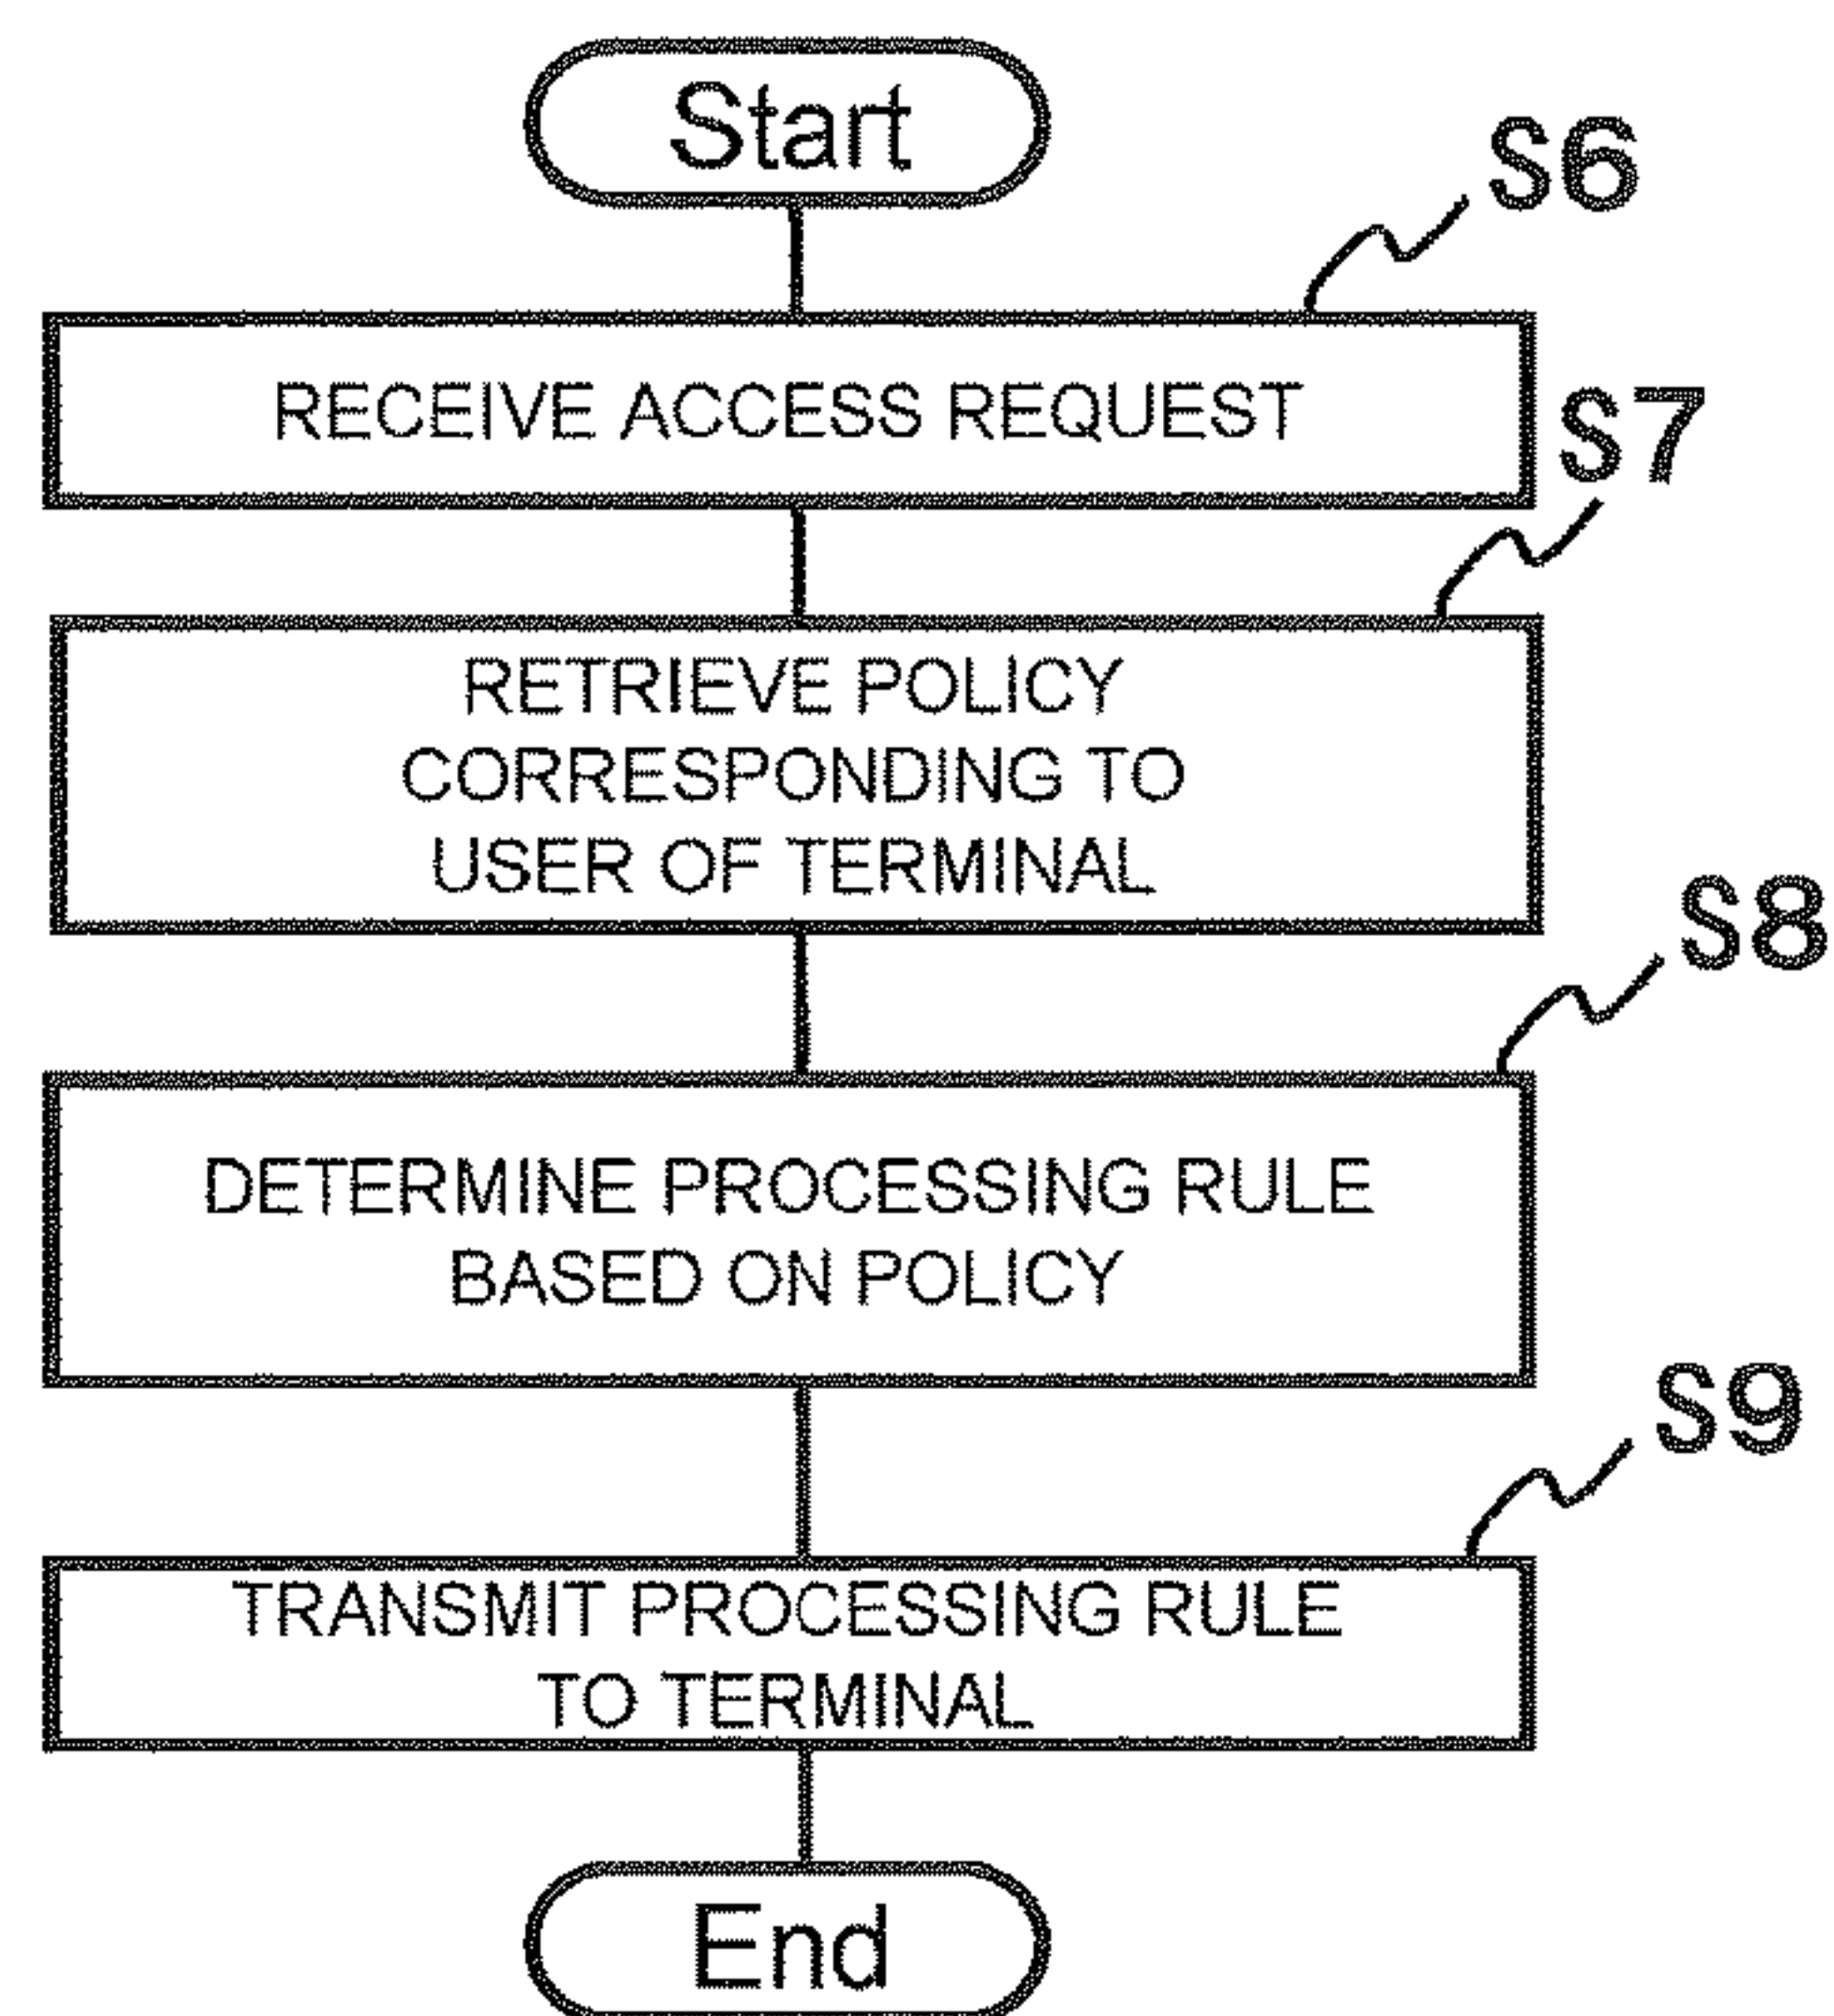 Start
S6
RECEIVE ACCESS REQUEST
S7
RETRIEVE POLICY
CORRESPONDING TO
USER OF TERMINAL
S8
DETERMINE PROCESSING RULE
BASED ON POLICY
S9
TRANSMIT PROCESSING RULE
TO TERMINAL
End